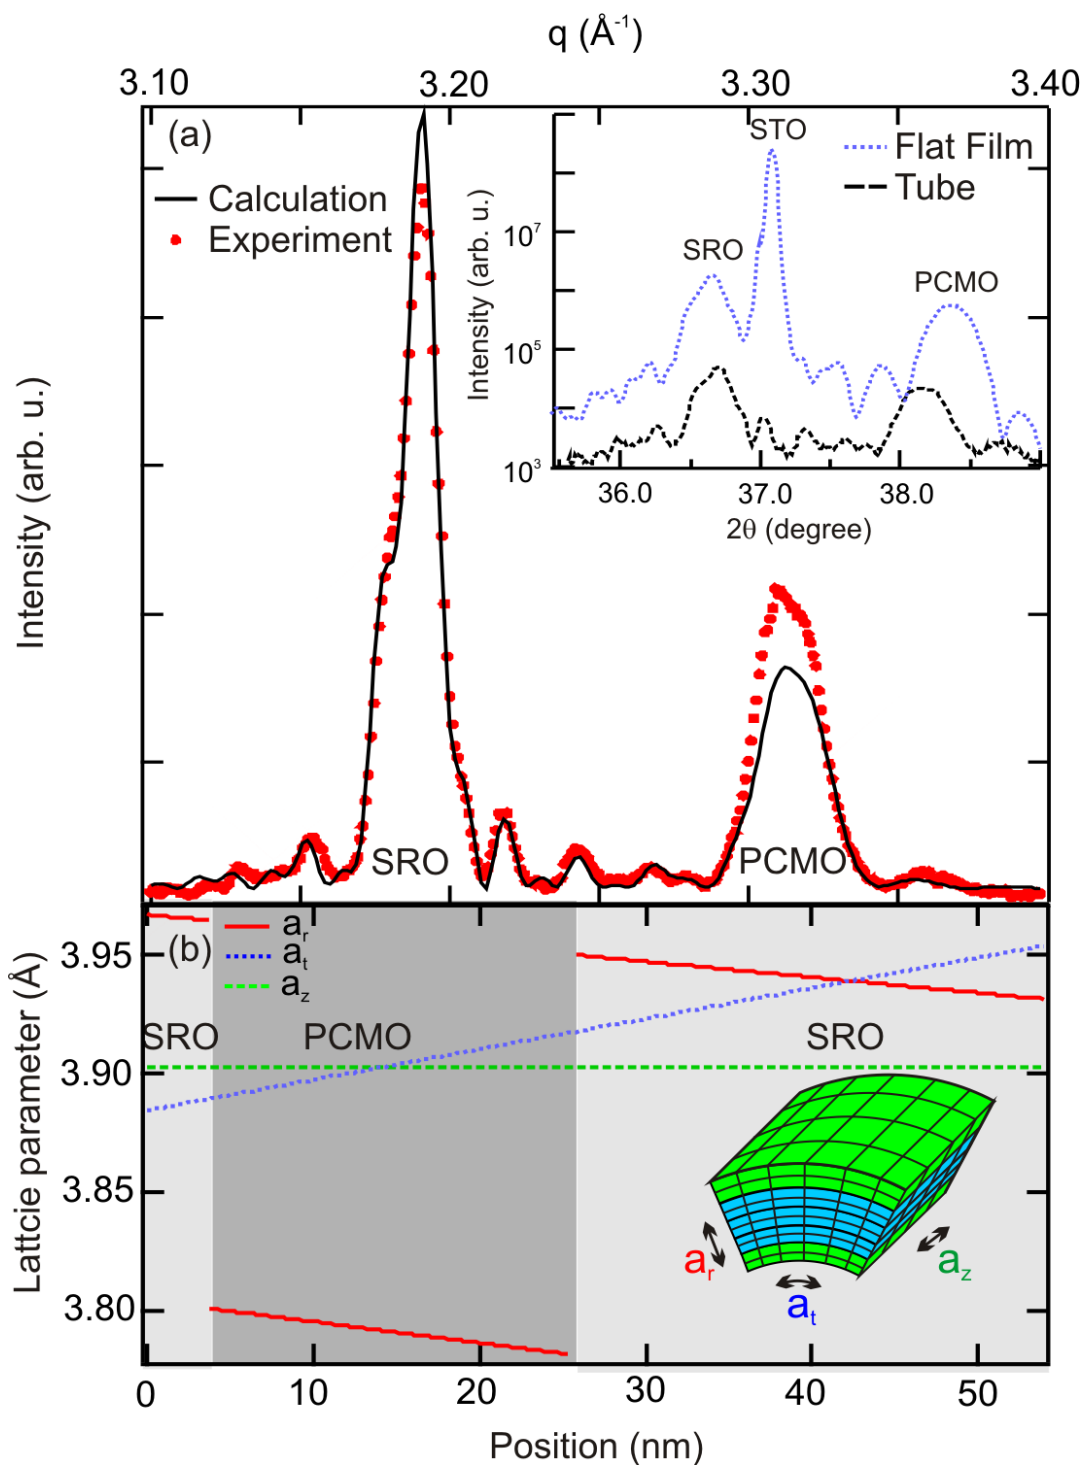 q (Å⁻¹)
3.10 3.20 3.30 3.40
(a)
Calculation
Experiment
Intensity (arb. u.)
SRO
PCMO
STO
Flat Film
Tube
SRO
PCMO
Intensity (arb. u.)
10⁷
10⁵
10³
36.0 37.0 38.0
2θ (degree)
(b)
aᵣ
aₜ
a_z
Lattcie parameter (Å)
3.95
3.90
3.85
3.80
SRO PCMO SRO
aᵣ
aₜ
a_z
0 10 20 30 40 50
Position (nm)